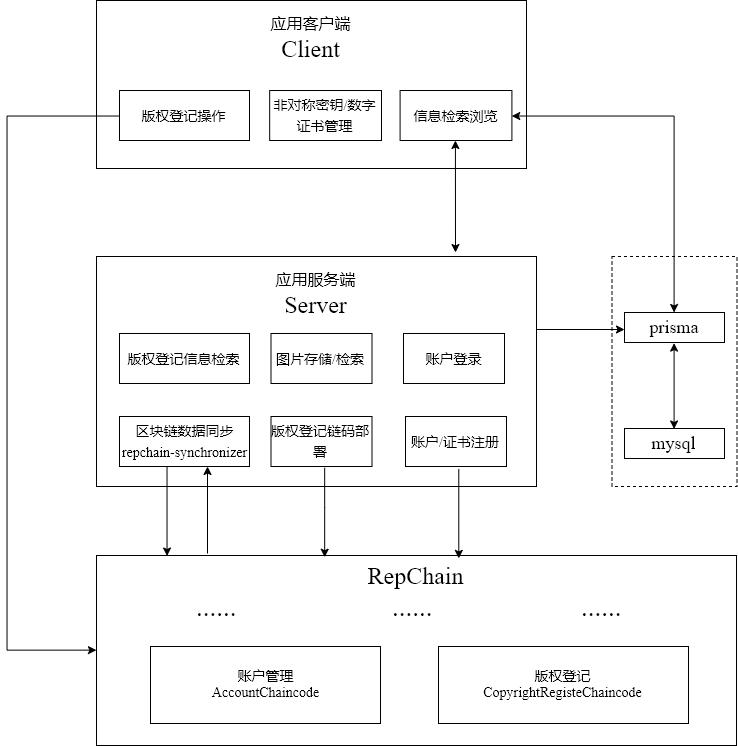 应用客户端
Client
版权登记操作
非对称密钥/数字
证书管理
信息检索浏览
应用服务端
Server
版权登记信息检索
图片存储/检索
账户登录
区块链数据同步
repchain-synchronizer
版权登记链码部
署
账户/证书注册
prisma
mysql
RepChain
......
......
......
账户管理
AccountChaincode
版权登记
CopyrightRegisteChaincode